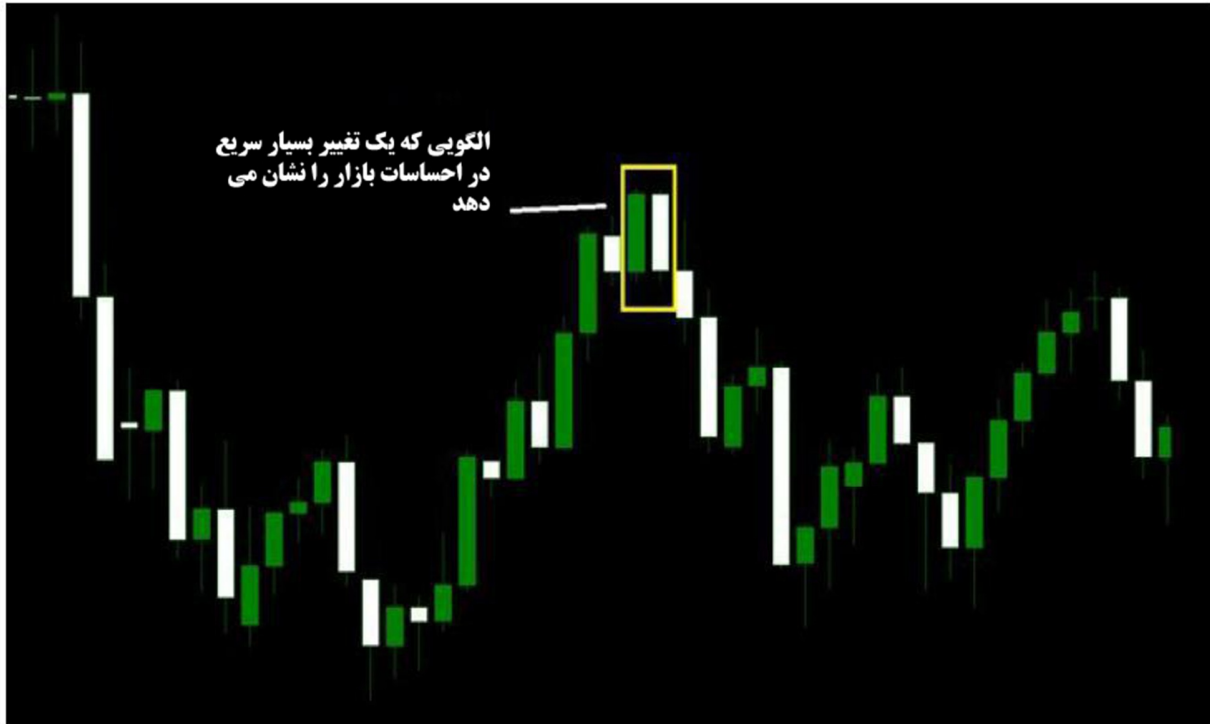 الگویی که یک تغییر بسیار سریع
در احساسات بازار را نشان می
دهد